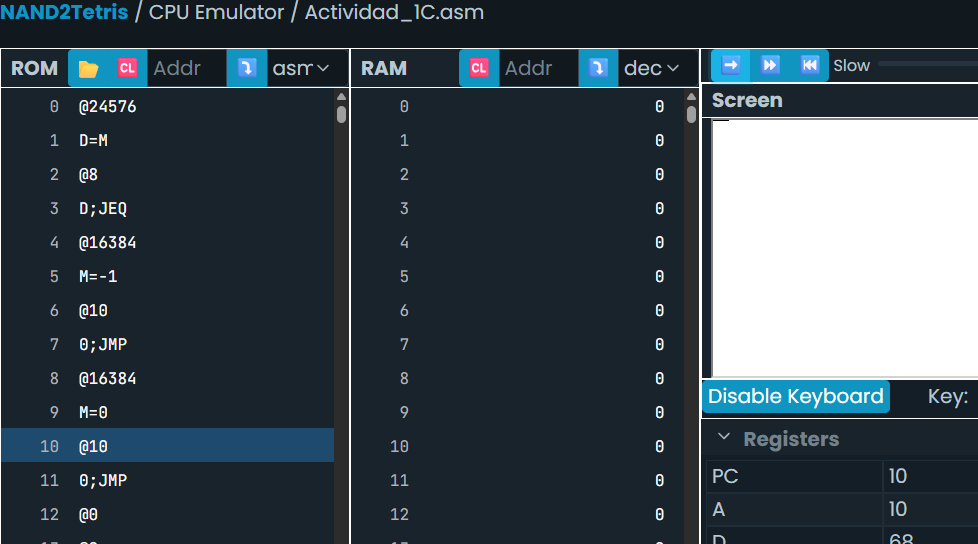 NAND2Tetris / CPU Emulator / Actividad_1C.asm
ROM CL Addr asm RAM CL Addr dec Slow
Screen
0 @24576 0 0
1 D=M 1 0
2 @8 2 0
3 D;JEQ 3 0
4 @16384 4 0
5 M=-1 5 0
6 @10 6 0
7 0;JMP 7 0
8 @16384 8 0
Disable Keyboard Key:
9 M=0 9 0
10 @10 10 0
Registers
11 0;JMP 11 0
PC 10
12 @0 12 0
A 10
D 68